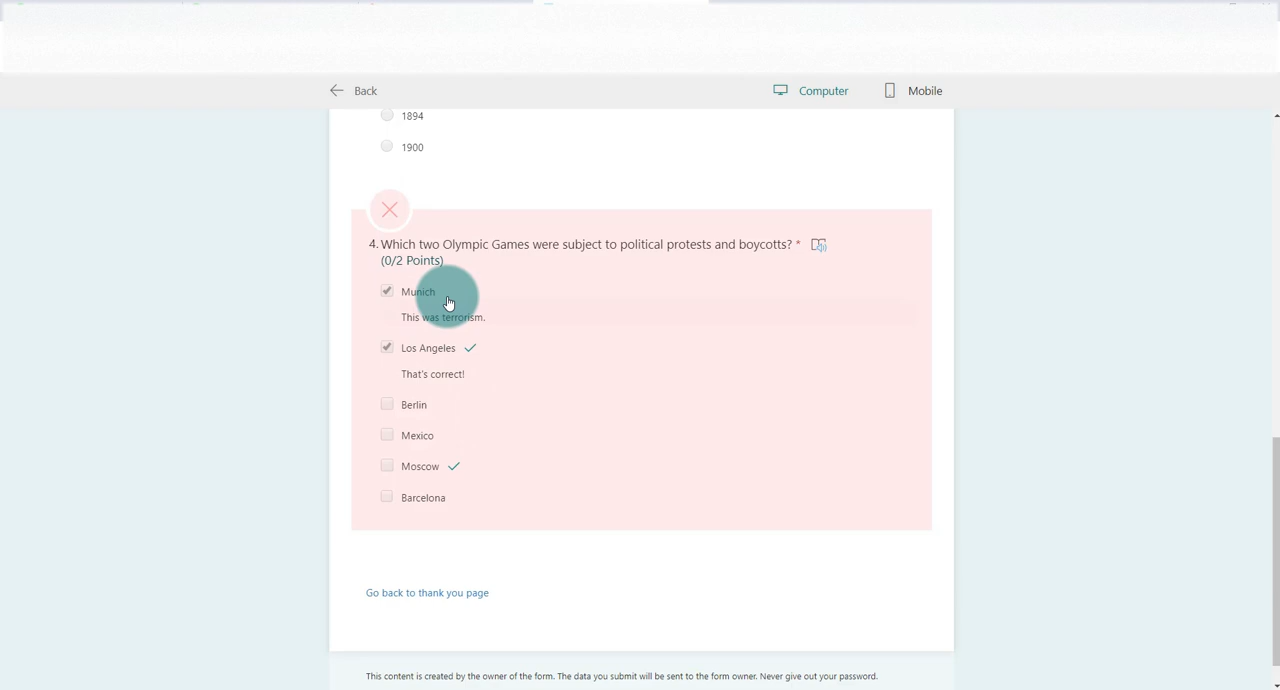 Back
Computer
Mobile
1894
1900
4. Which two Olympic Games were subject to political protests and boycotts? *
(0/2 Points)
Munich
This was terrorism.
Los Angeles
That's correct!
Berlin
Mexico
Moscow
Barcelona
Go back to thank you page
This content is created by the owner of the form. The data you submit will be sent to the form owner. Never give out your password.